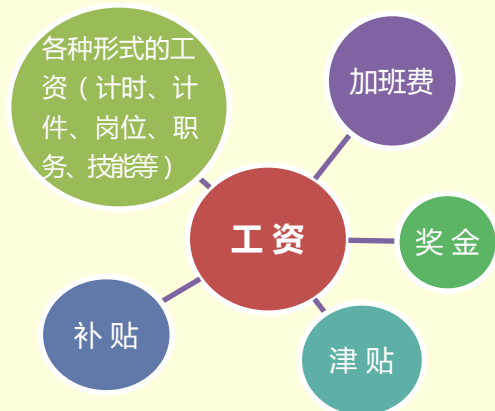 各种形式的工
资（计时、计
件、岗位、职
务、技能等）
加班费
工资
奖金
补贴
津贴